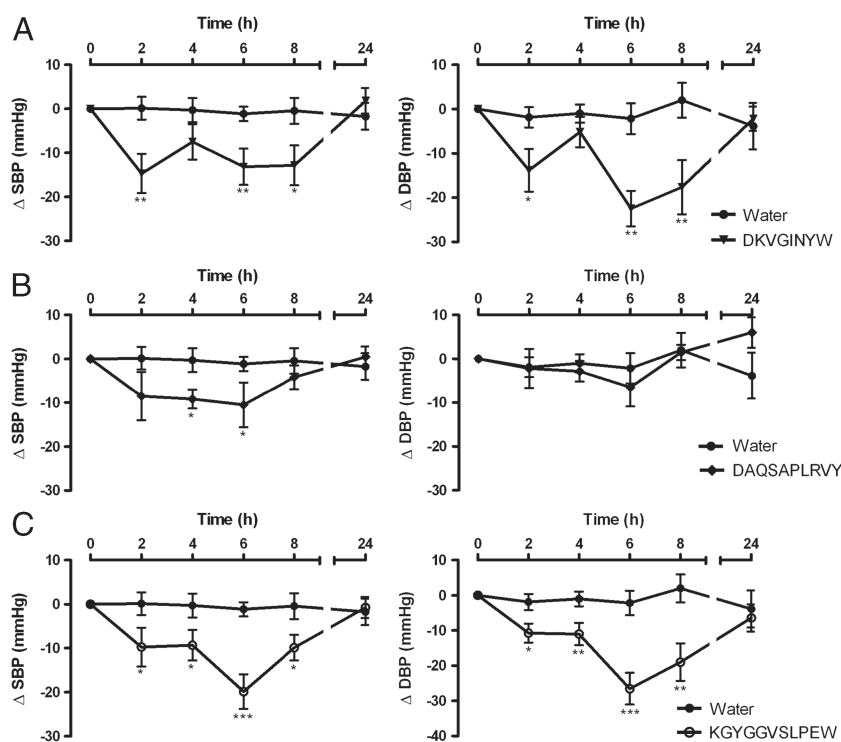 A
Time (h)
0 2 4 6 8 24
10
0
-10
-20
-30
Δ SBP (mmHg)
** ** *
Time (h)
0 2 4 6 8 24
10
0
-10
-20
-30
Δ DBP (mmHg)
* ** **
Water
DKVGINYW
B
Time (h)
0 2 4 6 8 24
10
0
-10
-20
-30
Δ SBP (mmHg)
* *
Time (h)
0 2 4 6 8 24
10
0
-10
-20
-30
Δ DBP (mmHg)
Water
DAQSAPLRVY
C
Time (h)
0 2 4 6 8 24
10
0
-10
-20
-30
Δ SBP (mmHg)
* * *** *
Time (h)
0 2 4 6 8 24
10
0
-10
-20
-30
-40
Δ DBP (mmHg)
* ** *** **
Water
KGYGGVSLPEW